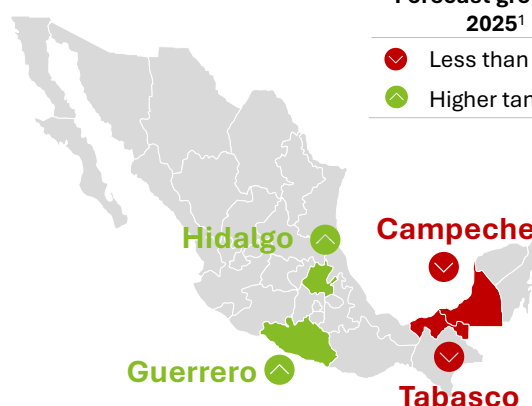 2025¹
Less than
Higher tan
Hidalgo
Campeche
Guerrero
Tabasco